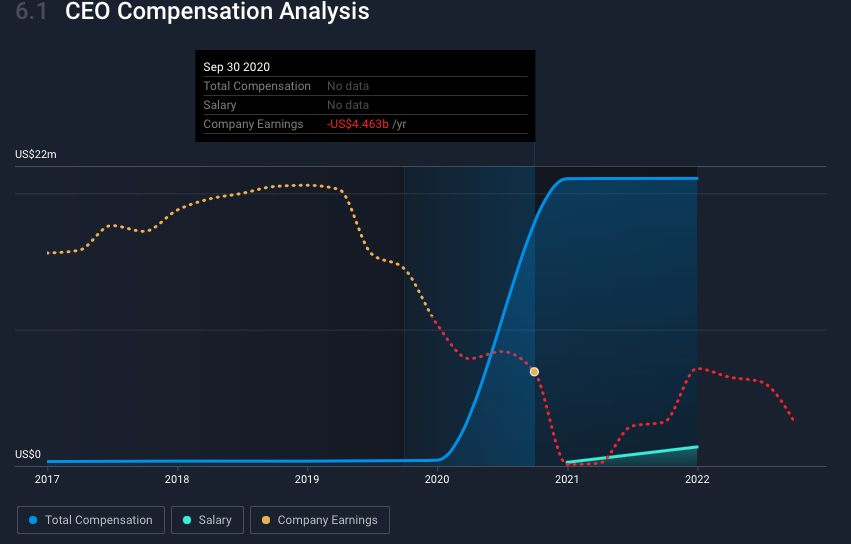 6.1 CEO Compensation Analysis
Sep 30 2020
Total Compensation No data
Salary No data
Company Earnings -US$4.463b /yr
US$22m
US$0
2017 2018 2019 2020 2021 2022
Total Compensation Salary Company Earnings